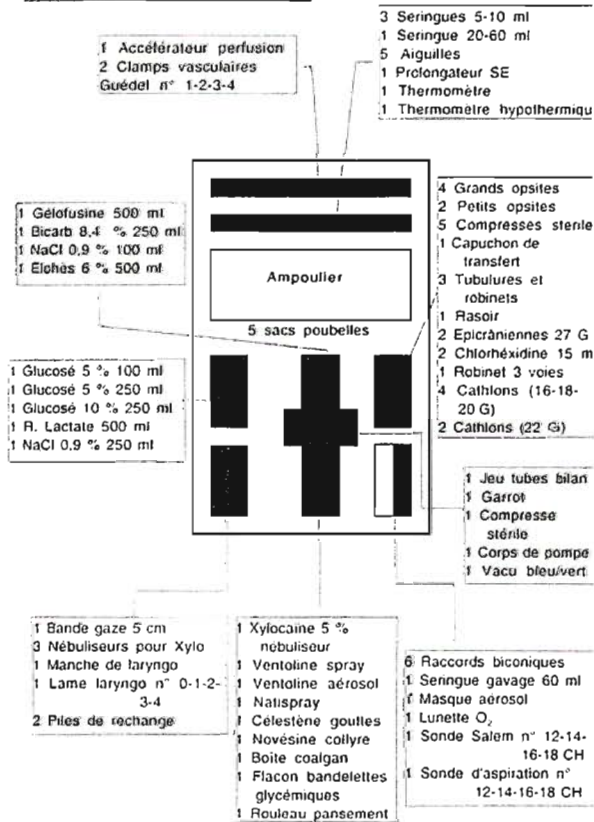 3 Seringues 5-10 ml
1 Seringue 20-60 ml
5 Aiguilles
1 Prolongateur SE
1 Thermomètre
1 Thermomètre hypothermiqu
1 Accélérateur perfusion
2 Clamps vasculaires
Guédel n° 1-2-3-4
1 Gélofusine 500 ml
1 Bicarb 8,4 % 250 ml
1 NaCl 0,9 % 100 ml
1 Elohès 6 % 500 ml
Ampoulier
5 sacs poubelles
4 Grands opsites
2 Petits opsites
5 Compresses stérile
1 Capuchon de
transfert
3 Tubulures et
robinets
1 Rasoir
2 Epicrâniennes 27 G
2 Chlorhéxidine 15 m
1 Robinet 3 voies
4 Cathlons (16-18-
20 G)
2 Cathlons (22 G)
1 Glucosé 5 % 100 ml
1 Glucosé 5 % 250 ml
1 Glucosé 10 % 250 ml
1 R. Lactate 500 ml
1 NaCl 0,9 % 250 ml
1 Jeu tubes bilan
1 Garrot
1 Compresse
stérile
1 Corps de pompe
1 Vacu bleu/vert
1 Bande gaze 5 cm
3 Nébuliseurs pour Xylo
1 Manche de laryngo
1 Lame laryngo n° 0-1-2-
3-4
2 Piles de rechange
1 Xylocaïne 5 %
nébuliseur
1 Ventoline spray
1 Ventoline aérosol
1 Natispray
1 Célestène gouttes
1 Novésine collyre
1 Boîte coalgan
1 Flacon bandelettes
glycémiques
1 Rouleau pansement
6 Raccords biconiques
1 Seringue gavage 60 ml
1 Masque aérosol
1 Lunette O₂
1 Sonde Salem n° 12-14-
16-18 CH
1 Sonde d'aspiration n°
12-14-16-18 CH